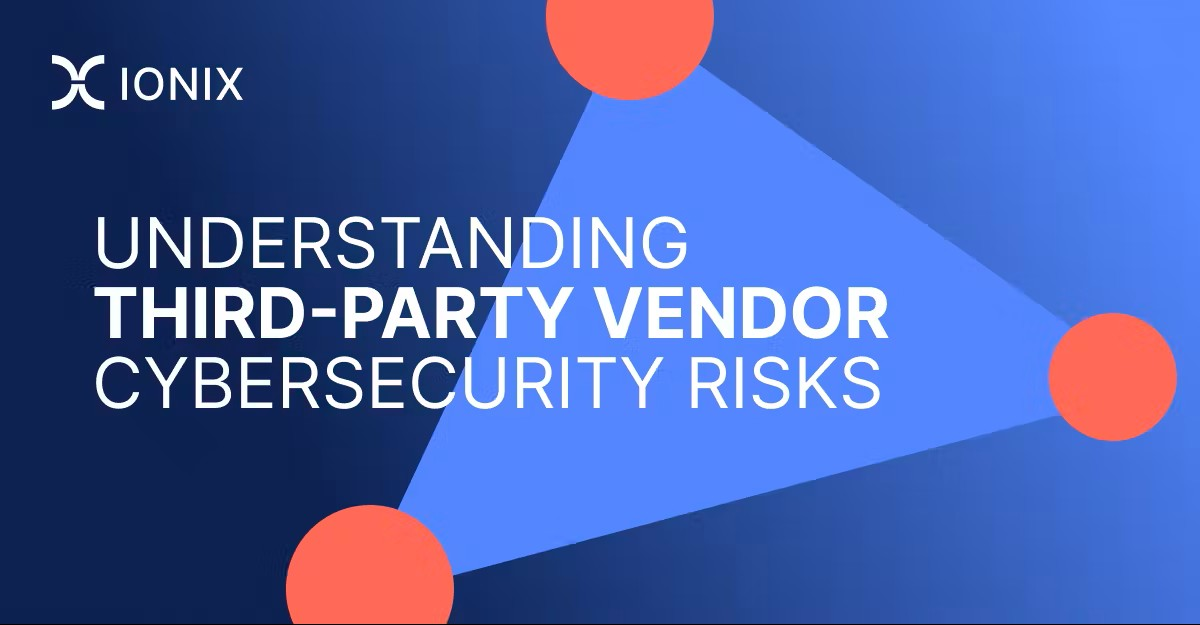 IONIX
UNDERSTANDING
THIRD-PARTY VENDOR
CYBERSECURITY RISKS